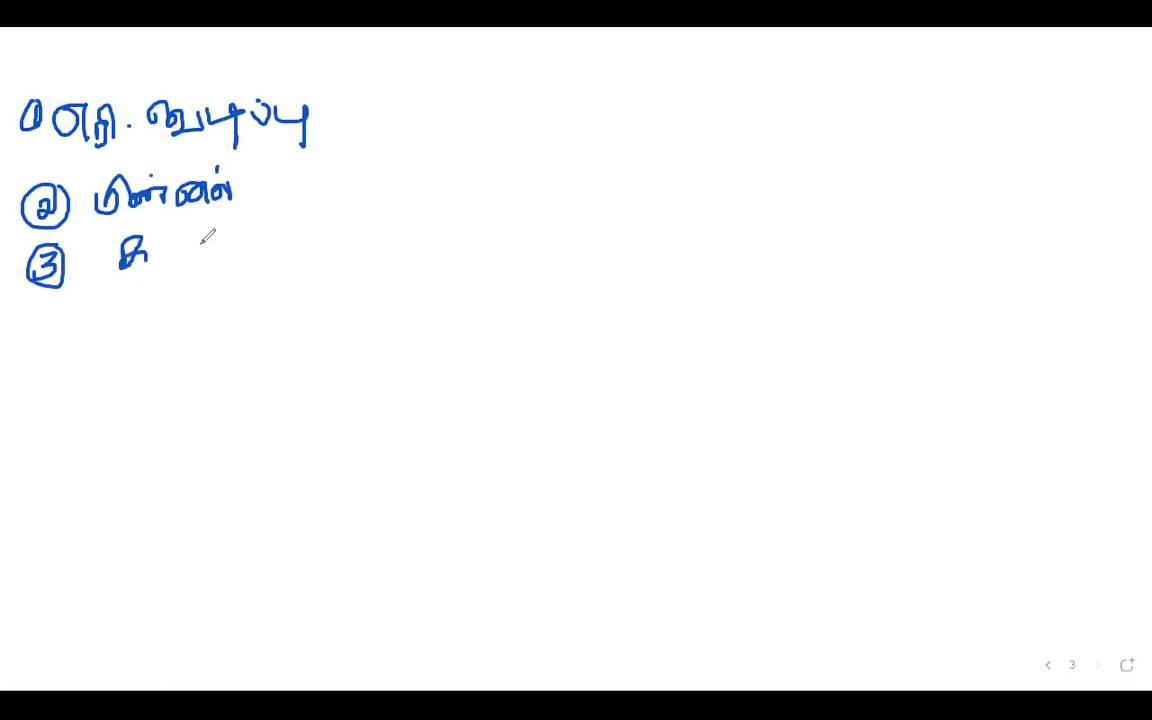 ① எரி. வெடிப்பு
② மின்னல்
③ க
3